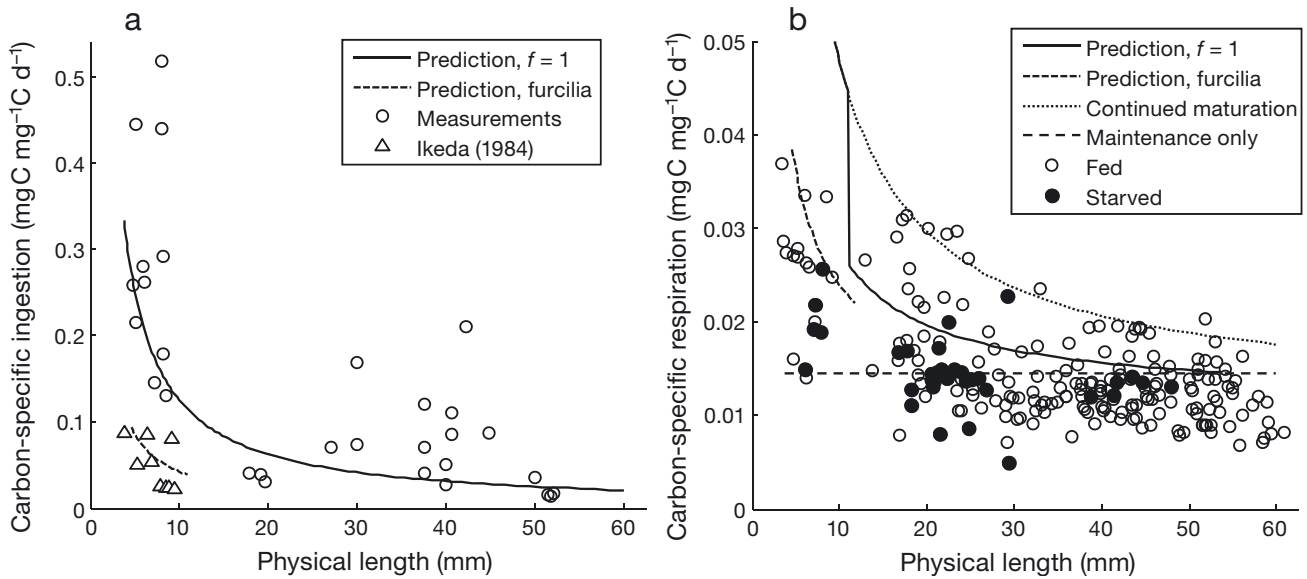 a
Carbon-specific ingestion (mgC mg⁻¹C d⁻¹)
0.5
0.4
0.3
0.2
0.1
0
0
10
20
30
40
50
60
Physical length (mm)
Prediction, f = 1
Prediction, furcilia
Measurements
Ikeda (1984)
b
Carbon-specific respiration (mgC mg⁻¹C d⁻¹)
0.05
0.04
0.03
0.02
0.01
0
0
10
20
30
40
50
60
Physical length (mm)
Prediction, f = 1
Prediction, furcilia
Continued maturation
Maintenance only
Fed
Starved